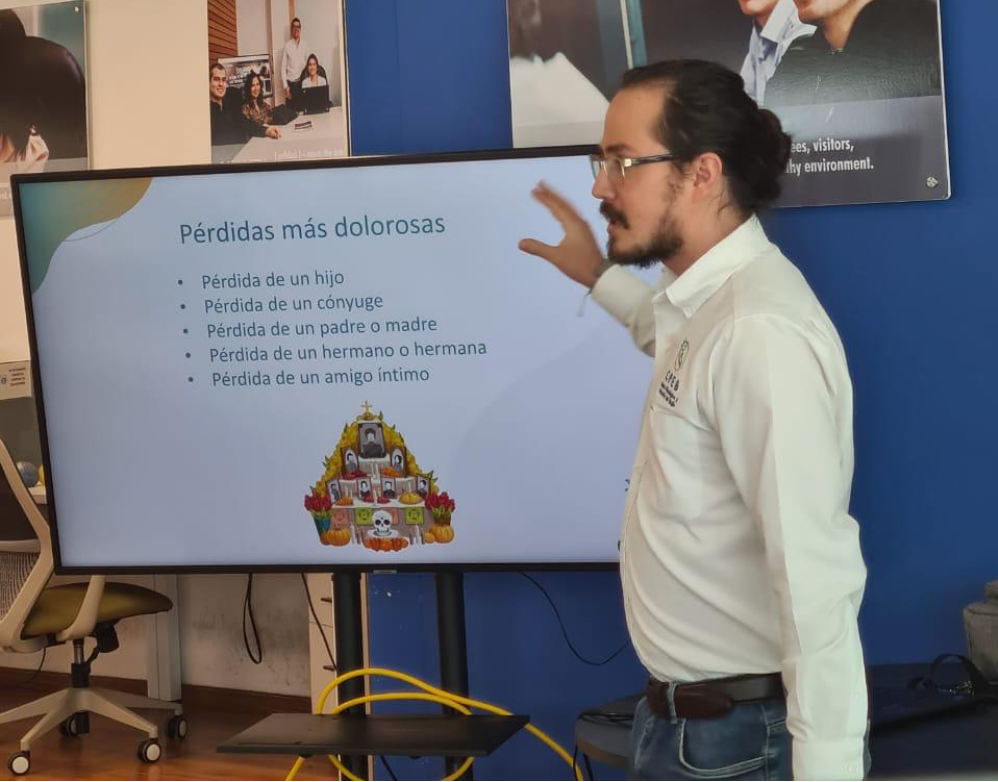 ees, visitors,
hy environment.
Pérdidas más dolorosas
• Pérdida de un hijo
• Pérdida de un cónyuge
• Pérdida de un padre o madre
• Pérdida de un hermano o hermana
• Pérdida de un amigo íntimo